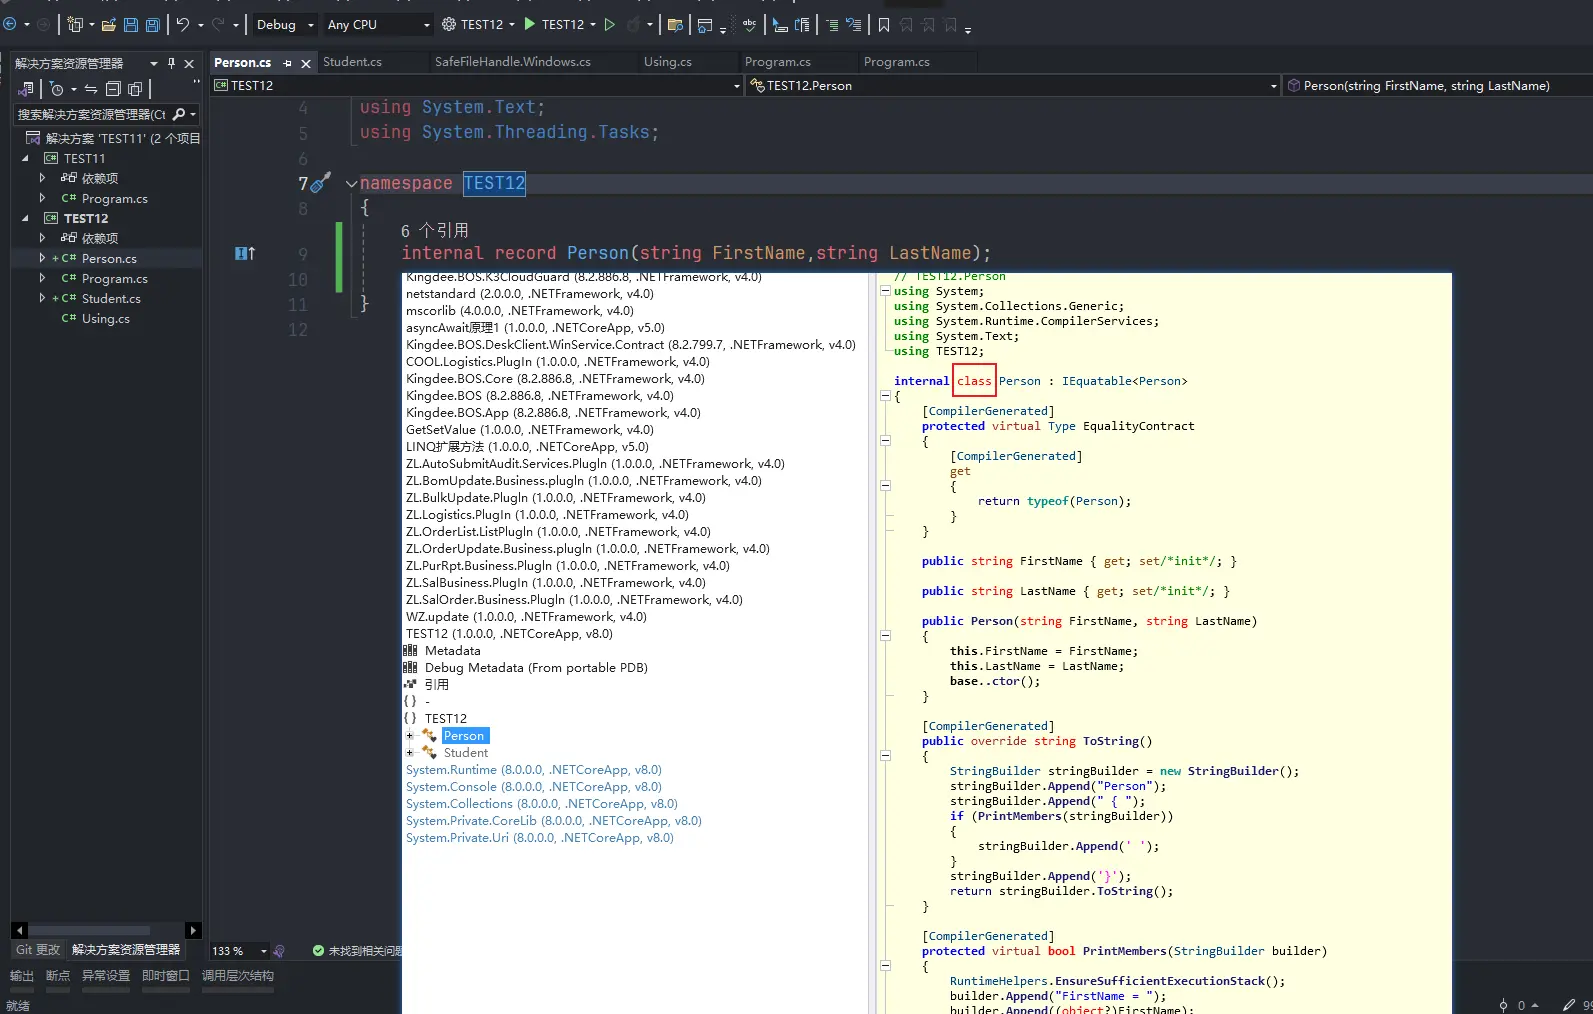 Debug
Any CPU
TEST12
TEST12
解决方案资源管理器
Person.cs
Student.cs
SafeFileHandle.Windows.cs
Using.cs
Program.cs
Program.cs
TEST12
TEST12.Person
Person(string FirstName, string LastName)
搜索解决方案资源管理器(Ct
解决方案 'TEST11' (2 个项目
TEST11
依赖项
C# Program.cs
TEST12
依赖项
+ C# Person.cs
C# Program.cs
+ C# Student.cs
C# Using.cs
4 using System.Text;
5 using System.Threading.Tasks;
6
7 namespace TEST12
8 {
6 个引用
9 internal record Person(string FirstName,string LastName);
10
11 }
12
Kingdee.BOS.K3CloudGuard (8.2.886.8, .NETFramework, v4.0)
netstandard (2.0.0.0, .NETFramework, v4.0)
mscorlib (4.0.0.0, .NETFramework, v4.0)
asyncAwait原理1 (1.0.0.0, .NETCoreApp, v5.0)
Kingdee.BOS.DeskClient.WinService.Contract (8.2.799.7, .NETFramework, v4.0)
COOL.Logistics.PlugIn (1.0.0.0, .NETFramework, v4.0)
Kingdee.BOS.Core (8.2.886.8, .NETFramework, v4.0)
Kingdee.BOS (8.2.886.8, .NETFramework, v4.0)
Kingdee.BOS.App (8.2.886.8, .NETFramework, v4.0)
GetSetValue (1.0.0.0, .NETFramework, v4.0)
LINQ扩展方法 (1.0.0.0, .NETCoreApp, v5.0)
ZL.AutoSubmitAudit.Services.PlugIn (1.0.0.0, .NETFramework, v4.0)
ZL.BomUpdate.Business.plugIn (1.0.0.0, .NETFramework, v4.0)
ZL.BulkUpdate.PlugIn (1.0.0.0, .NETFramework, v4.0)
ZL.Logistics.PlugIn (1.0.0.0, .NETFramework, v4.0)
ZL.OrderList.ListPlugIn (1.0.0.0, .NETFramework, v4.0)
ZL.OrderUpdate.Business.plugIn (1.0.0.0, .NETFramework, v4.0)
ZL.PurRpt.Business.PlugIn (1.0.0.0, .NETFramework, v4.0)
ZL.SalBusiness.PlugIn (1.0.0.0, .NETFramework, v4.0)
ZL.SalOrder.Business.PlugIn (1.0.0.0, .NETFramework, v4.0)
WZ.update (1.0.0.0, .NETFramework, v4.0)
TEST12 (1.0.0.0, .NETCoreApp, v8.0)
Metadata
Debug Metadata (From portable PDB)
引用
{ } -
{ } TEST12
Person
Student
System.Runtime (8.0.0.0, .NETCoreApp, v8.0)
System.Console (8.0.0.0, .NETCoreApp, v8.0)
System.Collections (8.0.0.0, .NETCoreApp, v8.0)
System.Private.CoreLib (8.0.0.0, .NETCoreApp, v8.0)
System.Private.Uri (8.0.0.0, .NETCoreApp, v8.0)
// TEST12.Person
using System;
using System.Collections.Generic;
using System.Runtime.CompilerServices;
using System.Text;
using TEST12;
internal class Person : IEquatable<Person>
{
[CompilerGenerated]
protected virtual Type EqualityContract
{
[CompilerGenerated]
get
{
return typeof(Person);
}
}
public string FirstName { get; set/*init*/; }
public string LastName { get; set/*init*/; }
public Person(string FirstName, string LastName)
{
this.FirstName = FirstName;
this.LastName = LastName;
base..ctor();
}
[CompilerGenerated]
public override string ToString()
{
StringBuilder stringBuilder = new StringBuilder();
stringBuilder.Append("Person");
stringBuilder.Append(" { ");
if (PrintMembers(stringBuilder))
{
stringBuilder.Append(' ');
}
stringBuilder.Append('}');
return stringBuilder.ToString();
}
[CompilerGenerated]
protected virtual bool PrintMembers(StringBuilder builder)
{
RuntimeHelpers.EnsureSufficientExecutionStack();
builder.Append("FirstName = ");
builder.Append((object?)FirstName);
Git 更改
解决方案资源管理器
133 %
未找到相关问题
输出
断点
异常设置
即时窗口
调用层次结构
就绪
0